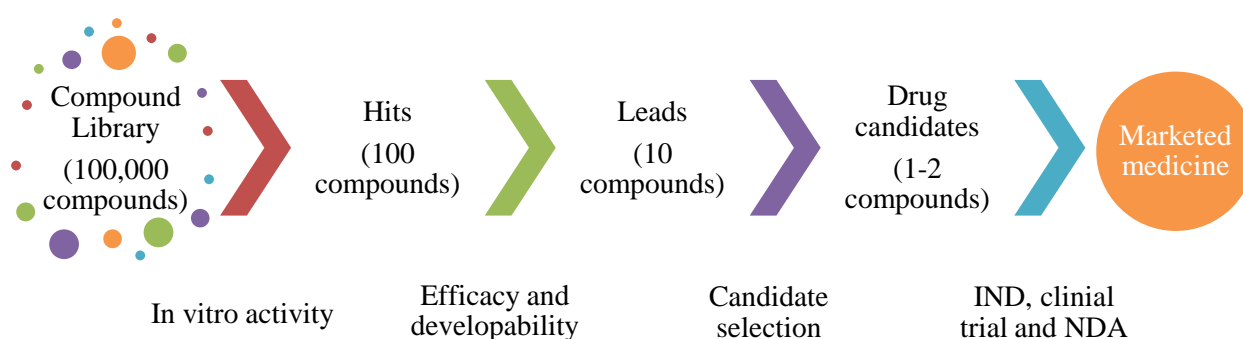 Compound
Library
(100,000
compounds)
Hits
(100
compounds)
Leads
(10
compounds)
Drug
candidates
(1-2
compounds)
Marketed
medicine
In vitro activity
Efficacy and
developability
Candidate
selection
IND, clinial
trial and NDA